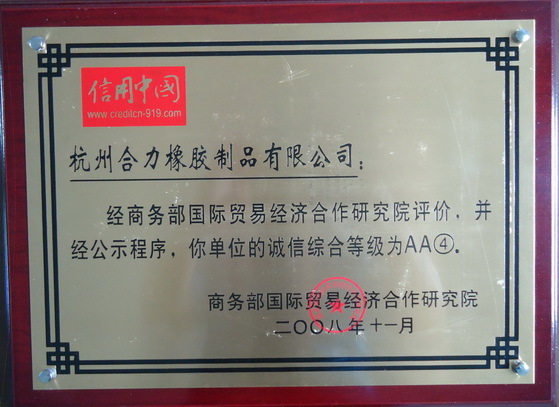 信用中國
www.creditcn-919.com
杭州合力橡胶制品有限公司：
经商务部国际贸易经济合作研究院评价，并
经公示程序，你单位的诚信综合等级为AA④。
商务部国际贸易经济合作研究院
二〇〇八年十一月